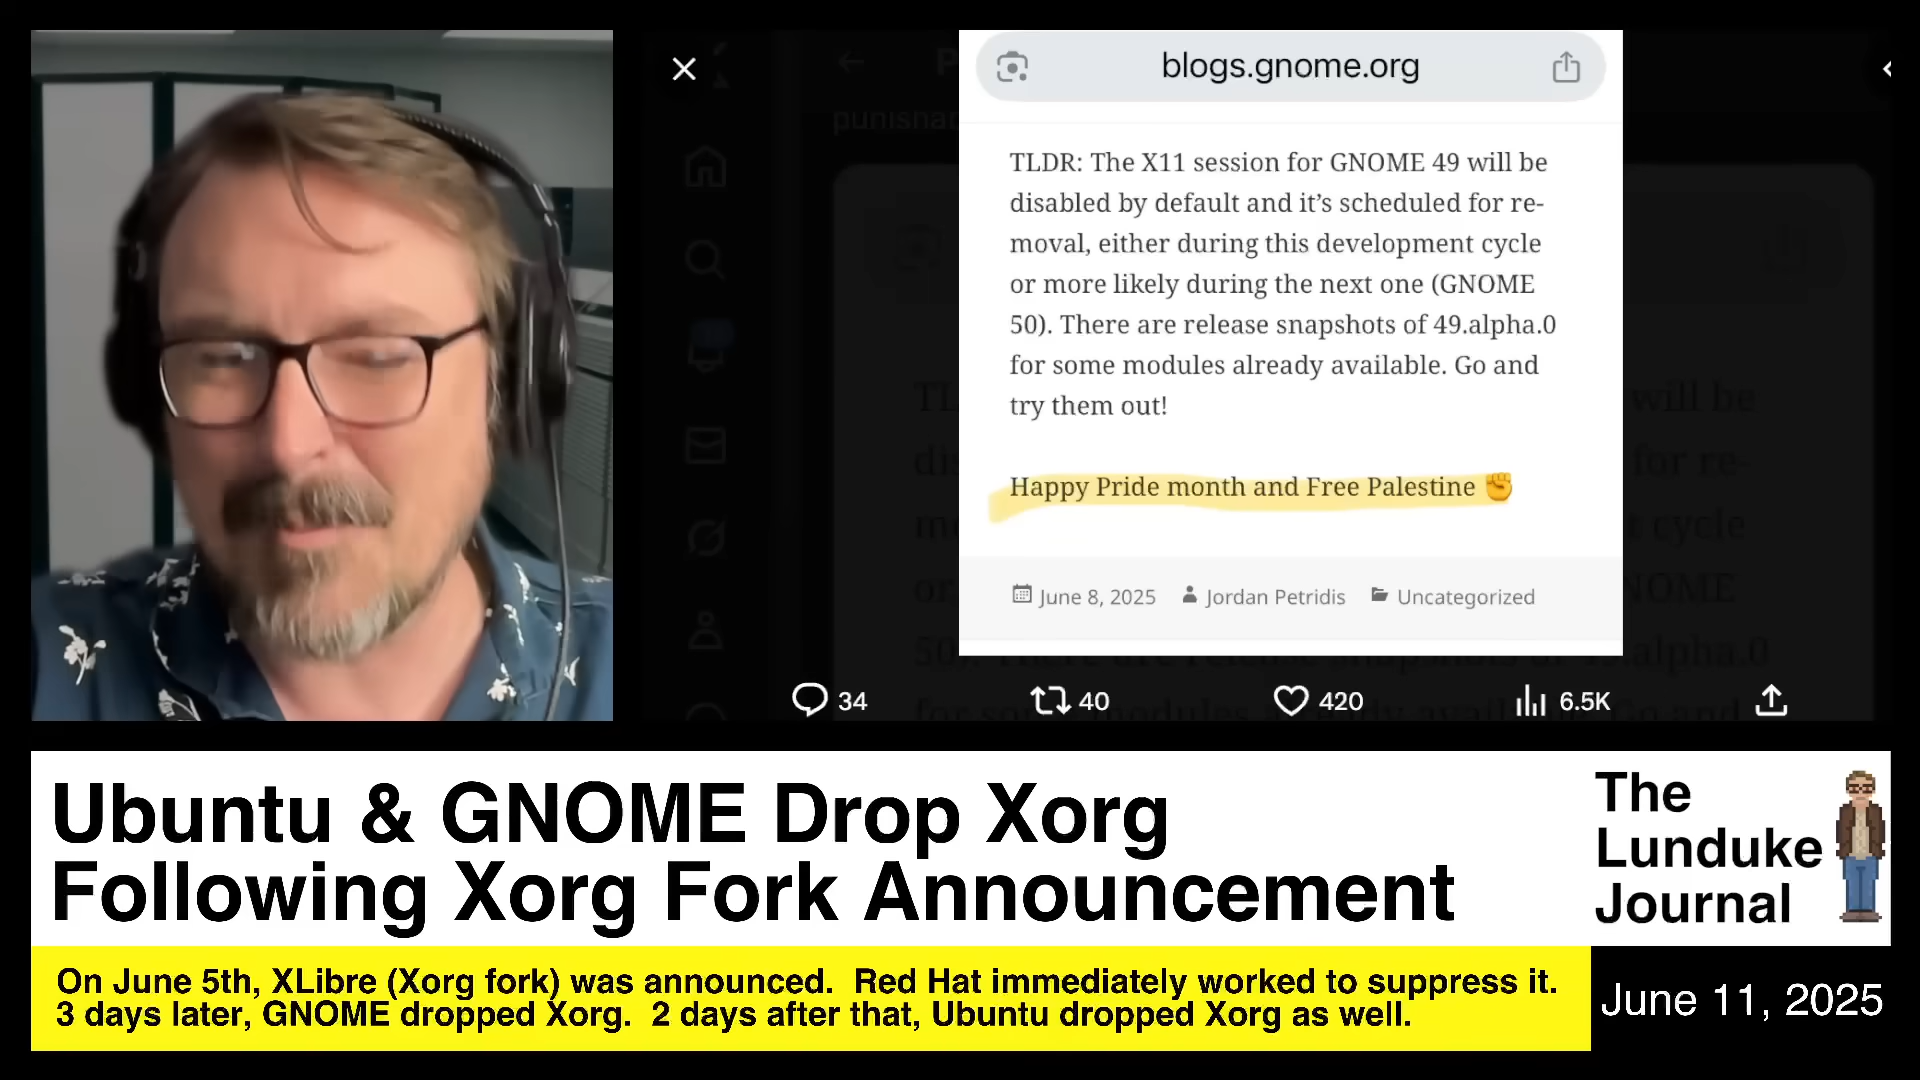 blogs.gnome.org
TLDR: The X11 session for GNOME 49 will be
disabled by default and it's scheduled for re-
moval, either during this development cycle
or more likely during the next one (GNOME
50). There are release snapshots of 49.alpha.0
for some modules already available. Go and
try them out!
Happy Pride month and Free Palestine ✊
June 8, 2025 Jordan Petridis Uncategorized
34 40 420 6.5K
Ubuntu & GNOME Drop Xorg
Following Xorg Fork Announcement
The
Lunduke
Journal
On June 5th, XLibre (Xorg fork) was announced. Red Hat immediately worked to suppress it.
3 days later, GNOME dropped Xorg. 2 days after that, Ubuntu dropped Xorg as well.
June 11, 2025